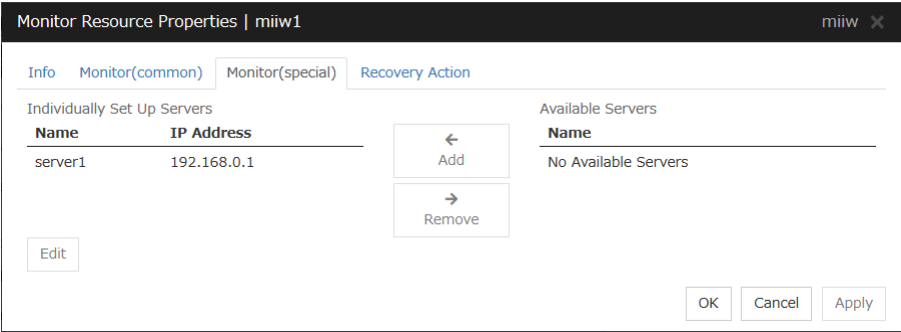 Monitor Resource Properties | miiw1 miiw ×
Info Monitor(common) Monitor(special) Recovery Action
Individually Set Up Servers Available Servers
Name IP Address Name
server1 192.168.0.1 No Available Servers
← Add
→ Remove
Edit
OK Cancel Apply